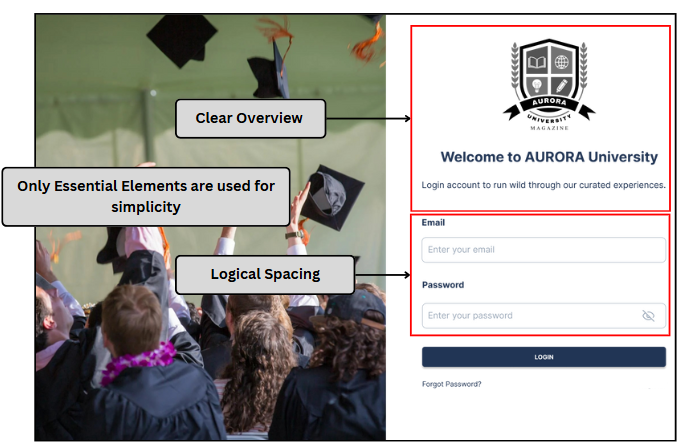 Clear Overview
Only Essential Elements are used for
simplicity
Logical Spacing
AURORA
UNIVERSITY
MAGAZINE
Welcome to AURORA University
Login account to run wild through our curated experiences.
Email
Enter your email
Password
Enter your password
LOGIN
Forgot Password?